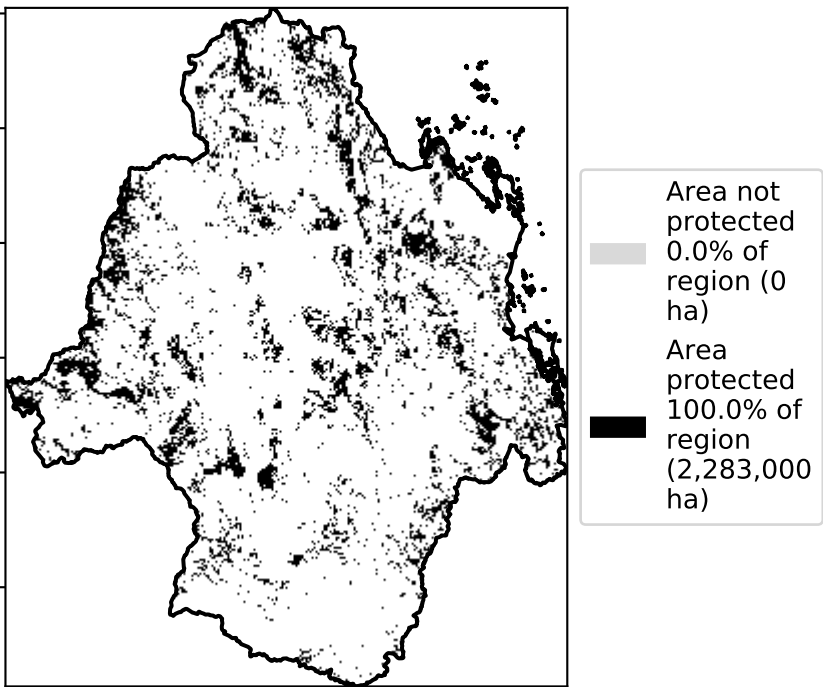 Area not
protected
0.0% of
region (0
ha)
Area
protected
100.0% of
region
(2,283,000
ha)